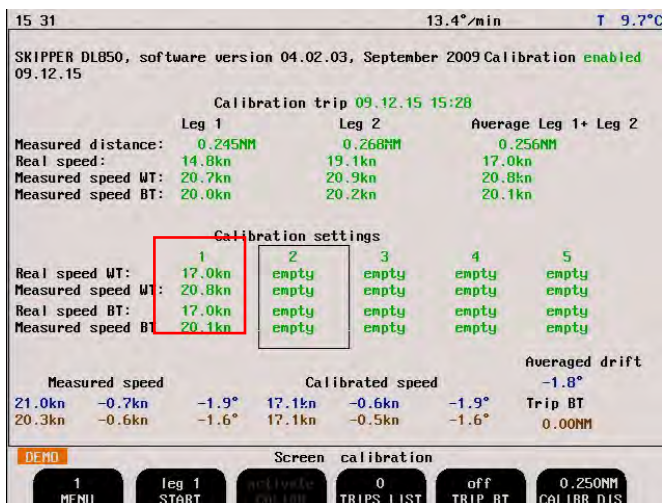 15 31 13.4°/min T 9.7°C
SKIPPER DL850, software version 04.02.03, September 2009 Calibration enabled
09.12.15
Calibration trip 09.12.15 15:28
Leg 1 Leg 2 Average Leg 1+ Leg 2
Measured distance: 0.245NM 0.268NM 0.256NM
Real speed: 14.8kn 19.1kn 17.0kn
Measured speed WT: 20.7kn 20.9kn 20.8kn
Measured speed BT: 20.0kn 20.2kn 20.1kn
Calibration settings
1 2 3 4 5
Real speed WT: 17.0kn empty empty empty empty
Measured speed WT: 20.8kn empty empty empty empty
Real speed BT: 17.0kn empty empty empty empty
Measured speed BT 20.1kn empty empty empty empty
Averaged drift
Measured speed Calibrated speed -1.8°
21.0kn -0.7kn -1.9° 17.1kn -0.6kn -1.9° Trip BT
20.3kn -0.6kn -1.6° 17.1kn -0.5kn -1.6° 0.00NM
DEMO Screen calibration
1 leg 1 activate 0 off 0.250NM
MENU START CALIBR TRIPS LIST TRIP BT CALIBR DIS